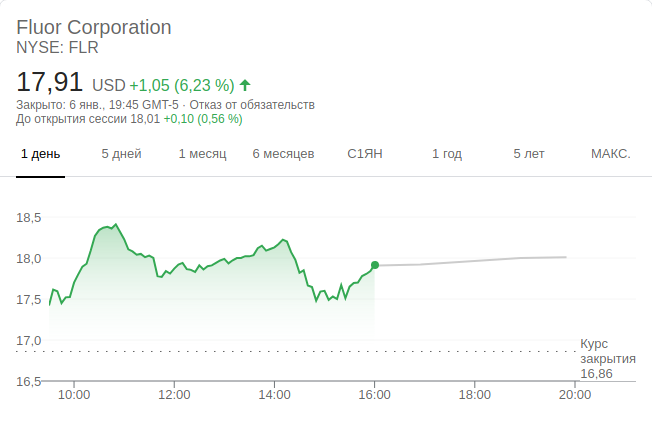 Fluor Corporation
NYSE: FLR
17,91 USD +1,05 (6,23 %)
Закрыто: 6 янв., 19:45 GMT-5 · Отказ от обязательств
До открытия сессии 18,01 +0,10 (0,56 %)
1 день 5 дней 1 месяц 6 месяцев С1ЯН 1 год 5 лет МАКС.
18,5
18,0
17,5
17,0
Курс
закрытия
16,86
16,5
10:00 12:00 14:00 16:00 18:00 20:00